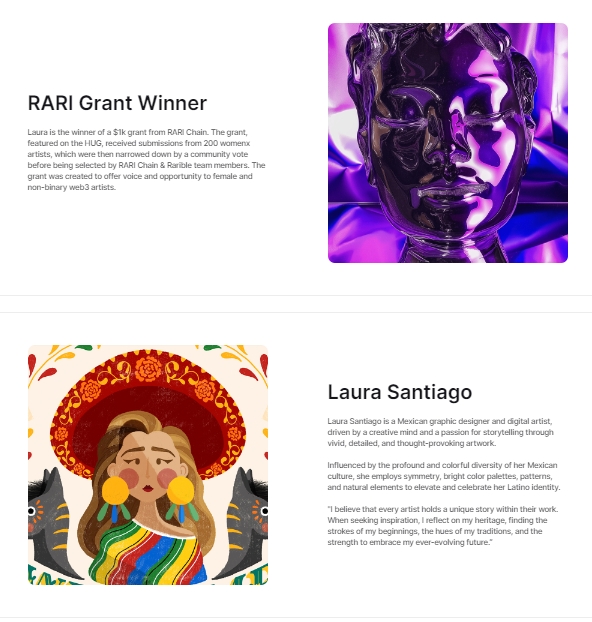 RARI Grant Winner
Laura is the winner of a $1k grant from RARI Chain. The grant,
featured on the HUG, received submissions from 200 womenx
artists, which were then narrowed down by a community vote
before being selected by RARI Chain & Rarible team members. The
grant was created to offer voice and opportunity to female and
non-binary web3 artists.
Laura Santiago
Laura Santiago is a Mexican graphic designer and digital artist,
driven by a creative mind and a passion for storytelling through
vivid, detailed, and thought-provoking artwork.
Influenced by the profound and colorful diversity of her Mexican
culture, she employs symmetry, bright color palettes, patterns,
and natural elements to elevate and celebrate her Latino identity.
"I believe that every artist holds a unique story within their work.
When seeking inspiration, I reflect on my heritage, finding the
strokes of my beginnings, the hues of my traditions, and the
strength to embrace my ever-evolving future."